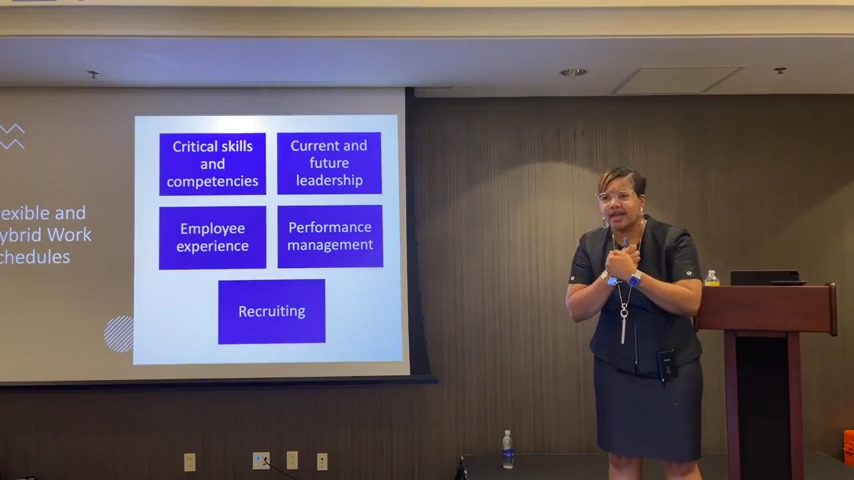 exible and
ybrid Work
chedules
Critical skills
and
competencies
Current and
future
leadership
Employee
experience
Performance
management
Recruiting